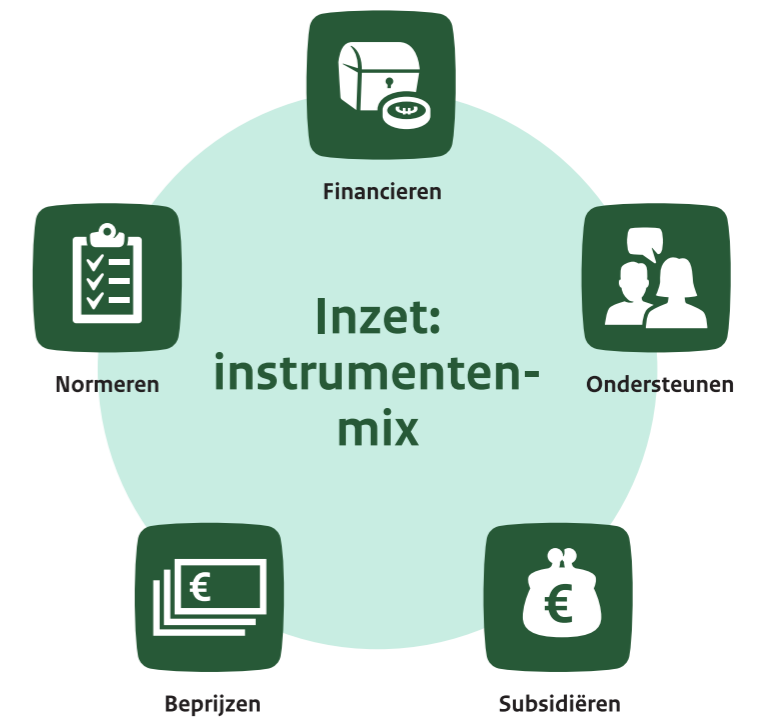 Financieren
Normeren
Inzet:
instrumenten-
mix
Ondersteunen
€
Beprijzen
€
Subsidiëren